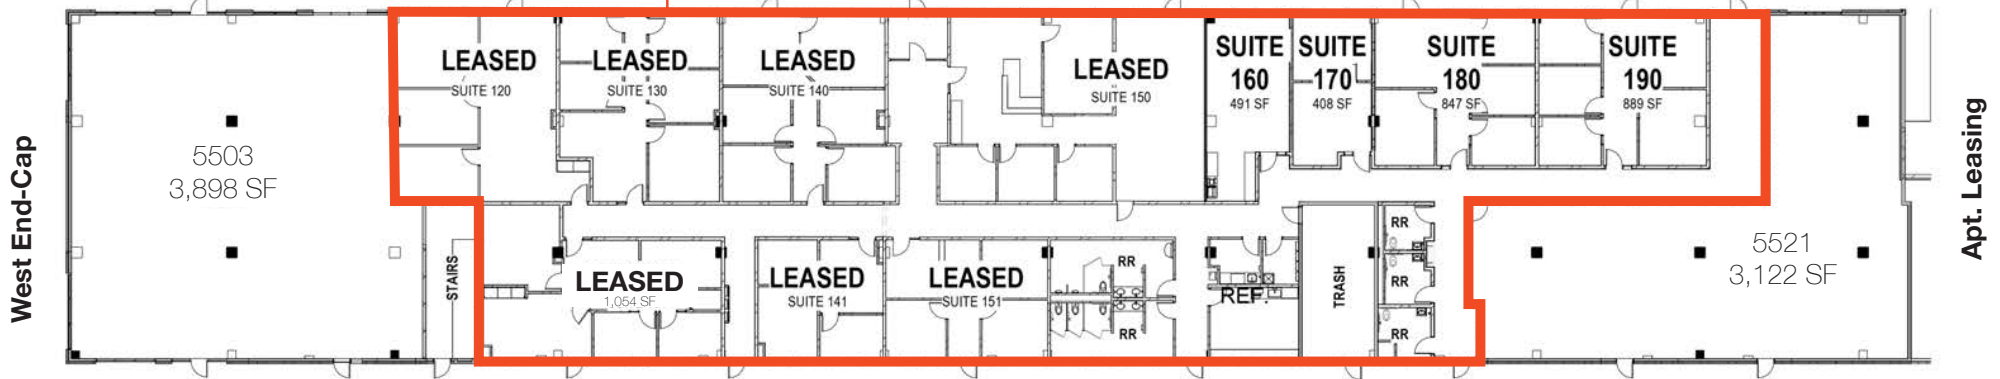 West End-Cap
5503
3,898 SF
LEASED
SUITE 120
LEASED
SUITE 130
LEASED
SUITE 140
LEASED
SUITE 150
SUITE
160
491 SF
SUITE
170
408 SF
SUITE
180
847 SF
SUITE
190
889 SF
STAIRS
LEASED
1,054 SF
LEASED
SUITE 141
LEASED
SUITE 151
RR
RR
REF.
TRASH
RR
RR
RR
5521
3,122 SF
Apt. Leasing